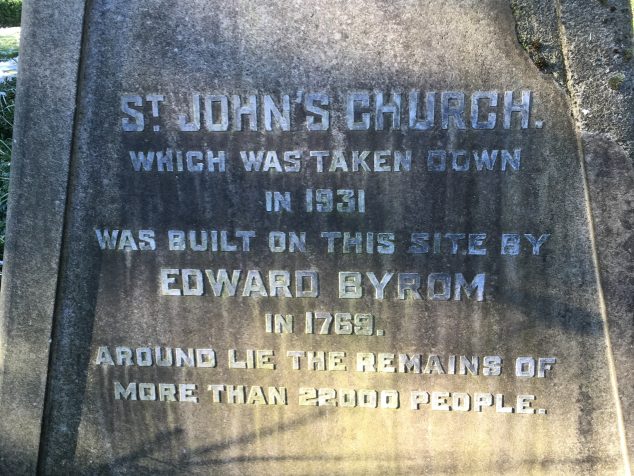 ST. JOHN'S CHURCH.
WHICH WAS TAKEN DOWN
IN 1931
WAS BUILT ON THIS SITE BY
EDWARD BYROM
IN 1769.
AROUND LIE THE REMAINS OF
MORE THAN 22000 PEOPLE.